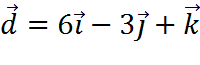 d⃗ = 6i⃗ − 3j⃗ + k⃗